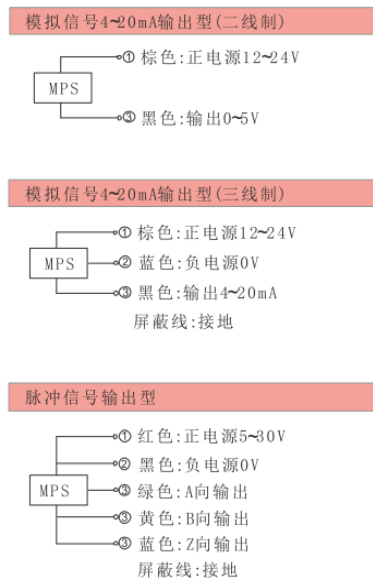 模拟信号4~20mA输出型(二线制)
①棕色:正电源12~24V
MPS
③黑色:输出0~5V
模拟信号4~20mA输出型(三线制)
①棕色:正电源12~24V
MPS ②蓝色:负电源0V
③黑色:输出4~20mA
屏蔽线:接地
脉冲信号输出型
①红色:正电源5~30V
②黑色:负电源0V
MPS ③绿色:A向输出
③黄色:B向输出
③蓝色:Z向输出
屏蔽线:接地